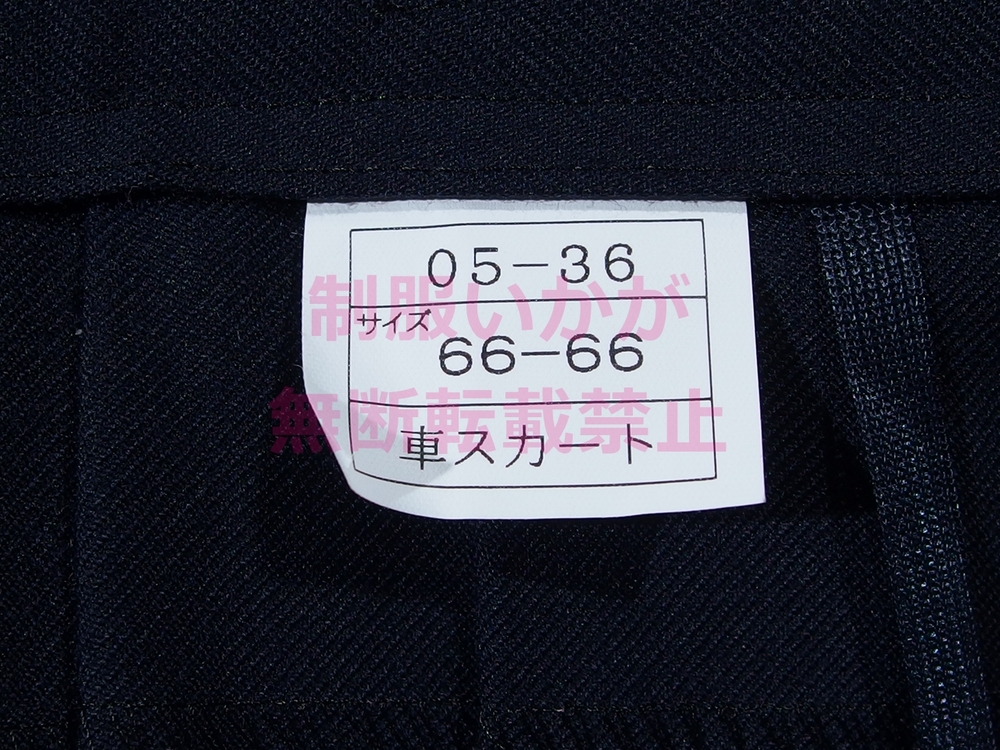 05-36
制服いかが
サイズ
66-66
無断転載禁止
車スカート